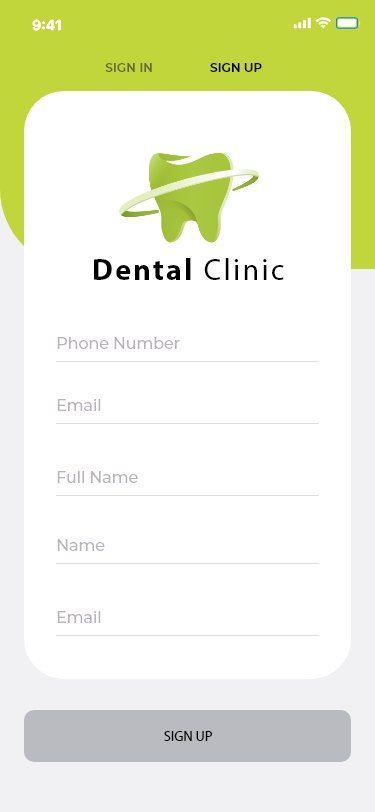 9:41
SIGN IN SIGN UP
Dental Clinic
Phone Number
Email
Full Name
Name
Email
SIGN UP